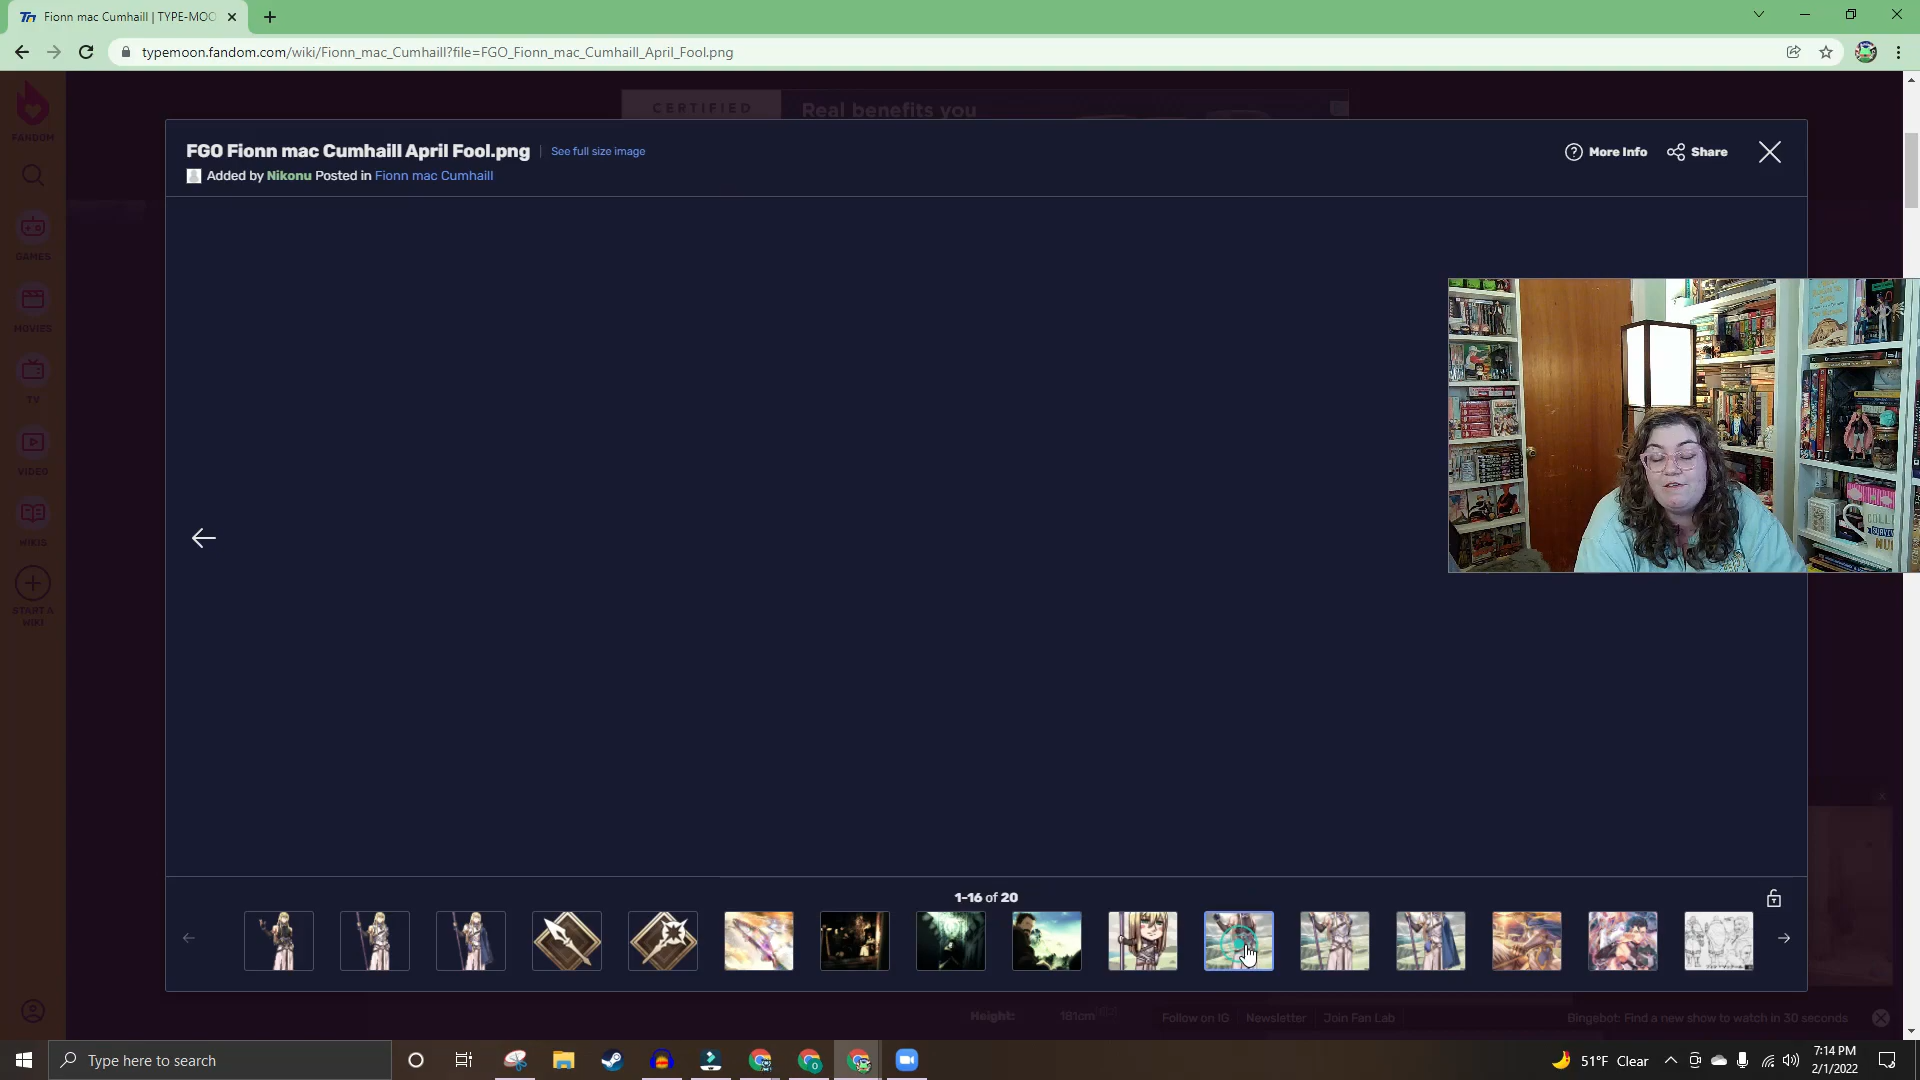 Fionn mac Cumhaill | TYPE-MOO
typemoon.fandom.com/wiki/Fionn_mac_Cumhaill?file=FGO_Fionn_mac_Cumhaill_April_Fool.png
CERTIFIED
Real benefits you
FANDOM
GAMES
MOVIES
TV
VIDEO
WIKIS
START A
WIKI
FGO Fionn mac Cumhaill April Fool.png
See full size image
More Info
Share
Added by Nikonu Posted in Fionn mac Cumhaill
1-16 of 20
Height:
181cm
Follow on IG
Newsletter
Join Fan Lab
Bingebot: Find a new show to watch in 30 seconds
Type here to search
51°F Clear
7:14 PM
2/1/2022